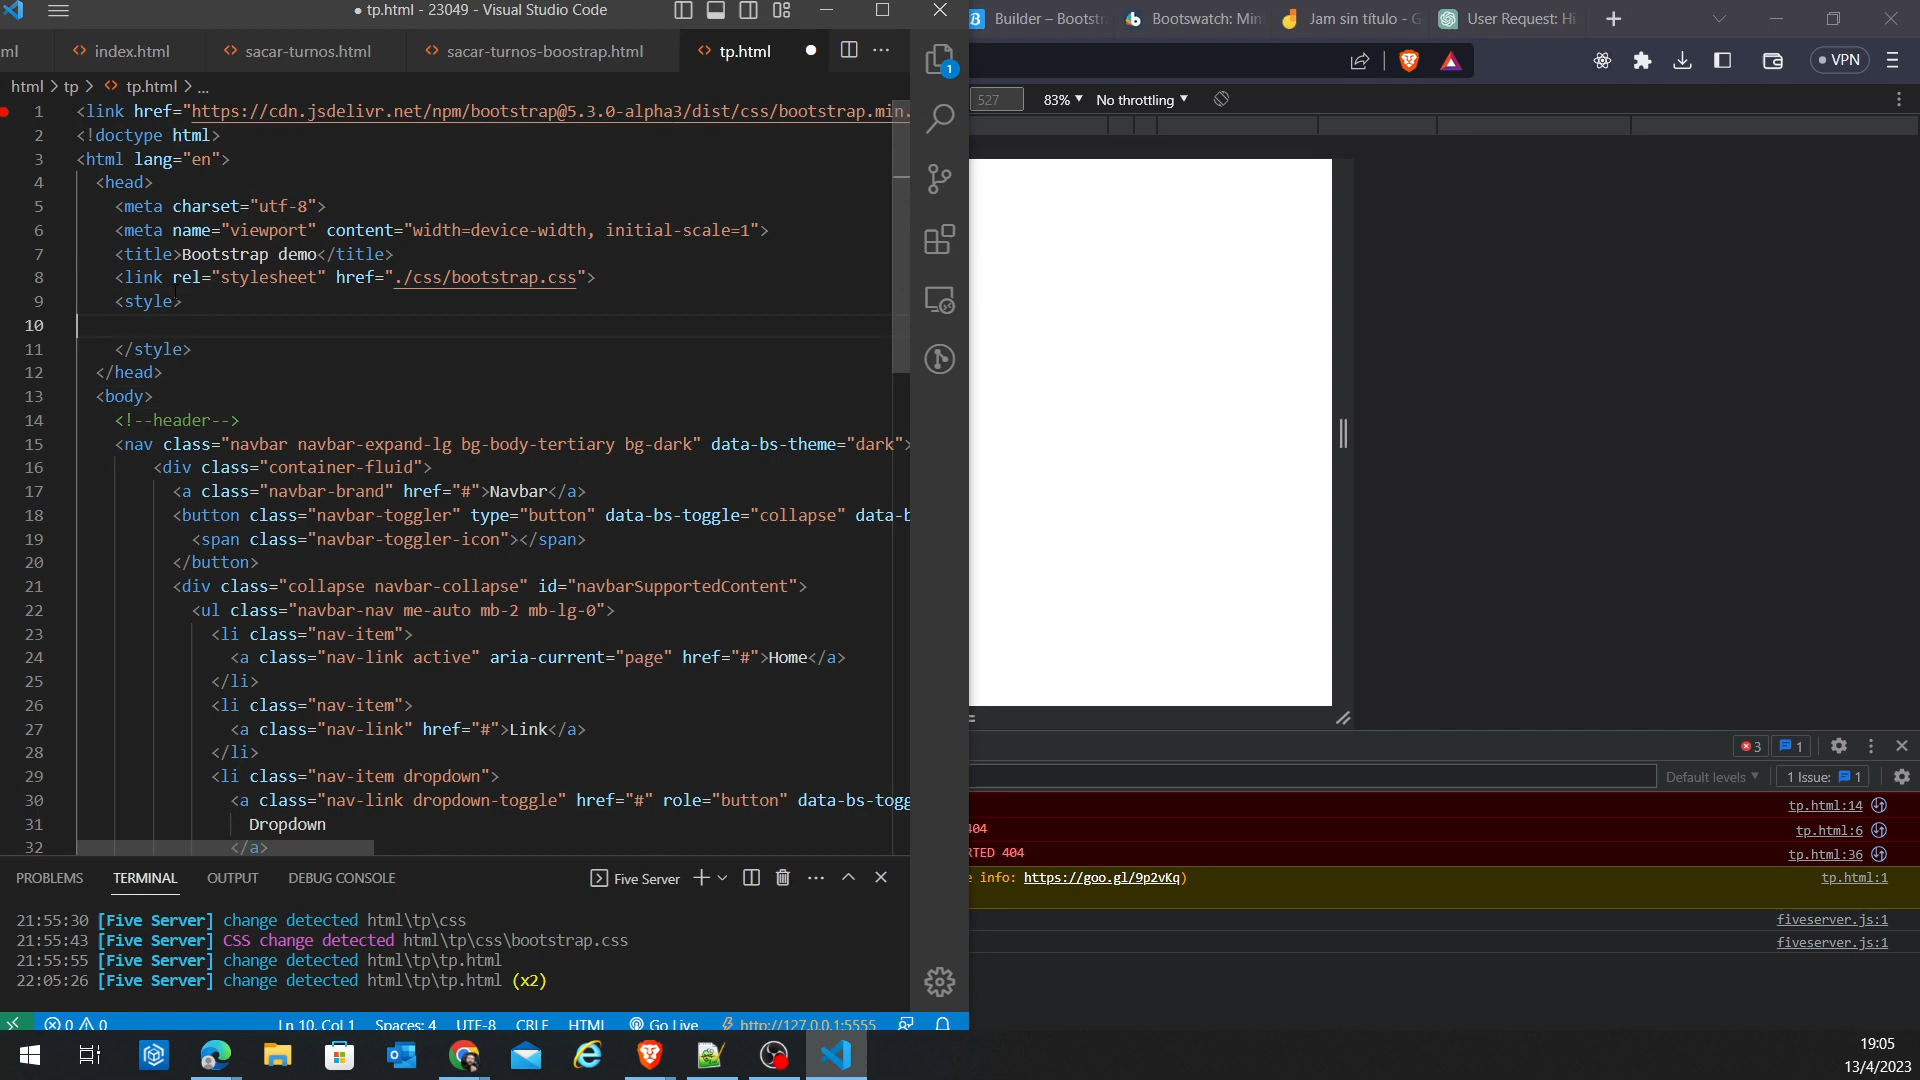 tp.html - 23049 - Visual Studio Code
ml
index.html
sacar-turnos.html
sacar-turnos-boostrap.html
tp.html
html > tp > tp.html > ...
1 <link href="https://cdn.jsdelivr.net/npm/bootstrap@5.3.0-alpha3/dist/css/bootstrap.min.
2 <!doctype html>
3 <html lang="en">
4 <head>
5 <meta charset="utf-8">
6 <meta name="viewport" content="width=device-width, initial-scale=1">
7 <title>Bootstrap demo</title>
8 <link rel="stylesheet" href="./css/bootstrap.css">
9 <style>
10
11 </style>
12 </head>
13 <body>
14 <!--header-->
15 <nav class="navbar navbar-expand-lg bg-body-tertiary bg-dark" data-bs-theme="dark">
16 <div class="container-fluid">
17 <a class="navbar-brand" href="#">Navbar</a>
18 <button class="navbar-toggler" type="button" data-bs-toggle="collapse" data-b
19 <span class="navbar-toggler-icon"></span>
20 </button>
21 <div class="collapse navbar-collapse" id="navbarSupportedContent">
22 <ul class="navbar-nav me-auto mb-2 mb-lg-0">
23 <li class="nav-item">
24 <a class="nav-link active" aria-current="page" href="#">Home</a>
25 </li>
26 <li class="nav-item">
27 <a class="nav-link" href="#">Link</a>
28 </li>
29 <li class="nav-item dropdown">
30 <a class="nav-link dropdown-toggle" href="#" role="button" data-bs-togg
31 Dropdown
32 </a>
1
PROBLEMS
TERMINAL
OUTPUT
DEBUG CONSOLE
Five Server
21:55:30 [Five Server] change detected html\tp\css
21:55:43 [Five Server] CSS change detected html\tp\css\bootstrap.css
21:55:55 [Five Server] change detected html\tp\tp.html
22:05:26 [Five Server] change detected html\tp\tp.html (x2)
0 0
Ln 10, Col 1
Spaces: 4
UTF-8
CRLF
HTML
Go Live
http://127.0.0.1:5555
Builder – Bootstr
Bootswatch: Min
Jam sin título - G
User Request: Hi
VPN
527
83%
No throttling
3
1
Default levels
1 Issue: 1
tp.html:14
404
tp.html:6
RTED 404
tp.html:36
e info: https://goo.gl/9p2vKq)
tp.html:1
fiveserver.js:1
fiveserver.js:1
19:05
13/4/2023